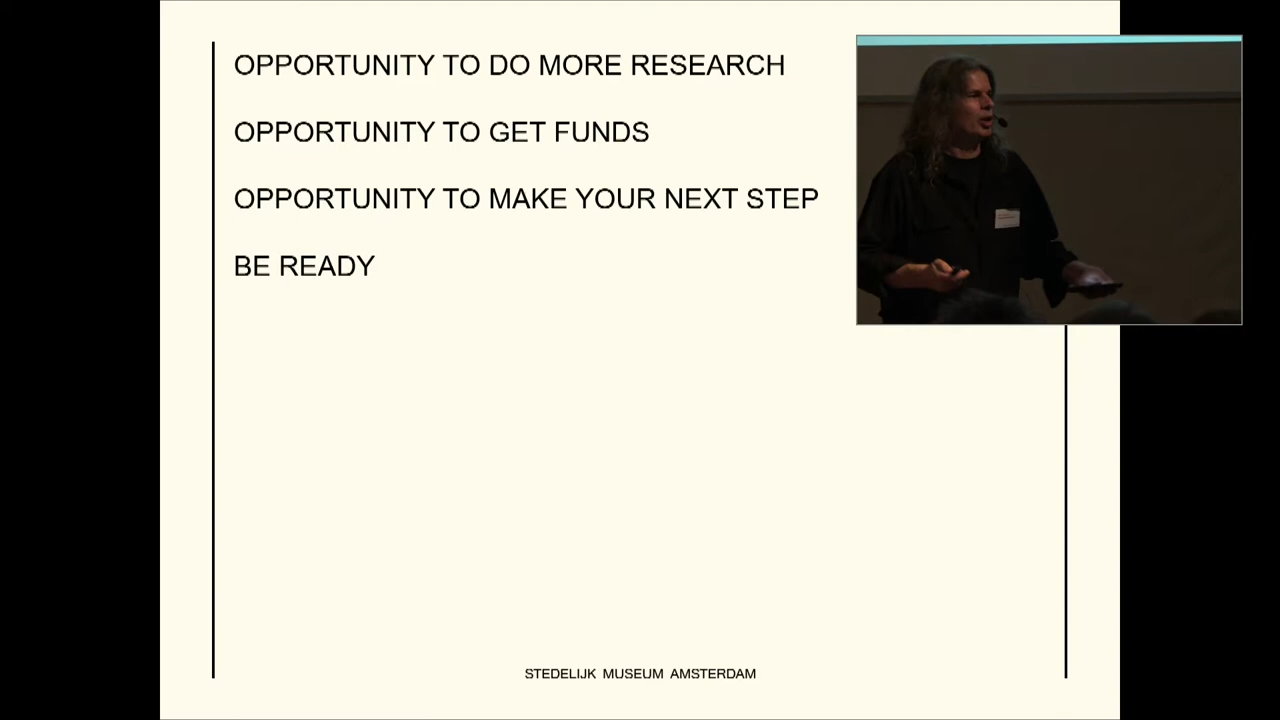 OPPORTUNITY TO DO MORE RESEARCH
OPPORTUNITY TO GET FUNDS
OPPORTUNITY TO MAKE YOUR NEXT STEP
BE READY
STEDELIJK MUSEUM AMSTERDAM